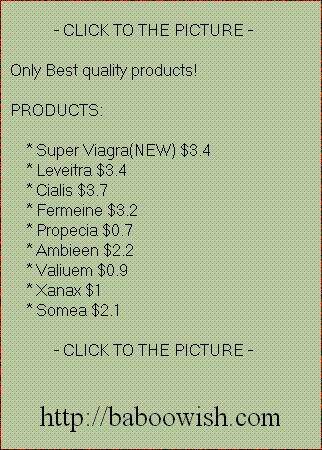 - CLICK TO THE PICTURE -
Only Best quality products!
PRODUCTS:
* Super Viagra(NEW) $3.4
* Leveitra $3.4
* Cialis $3.7
* Fermeine $3.2
* Propecia $0.7
* Ambieen $2.2
* Valiuem $0.9
* Xanax $1
* Somea $2.1
- CLICK TO THE PICTURE -
http://baboowish.com